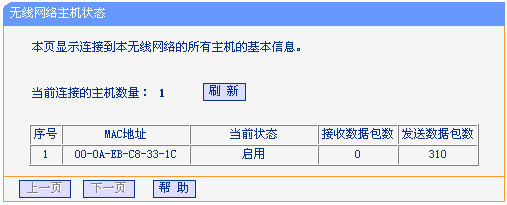 无线网络主机状态
本页显示连接到本无线网络的所有主机的基本信息。
当前连接的主机数量： 1 刷 新
序号 MAC地址 当前状态 接收数据包数 发送数据包数
1 00-0A-EB-C8-33-1C 启用 0 310
上一页 下一页 帮 助